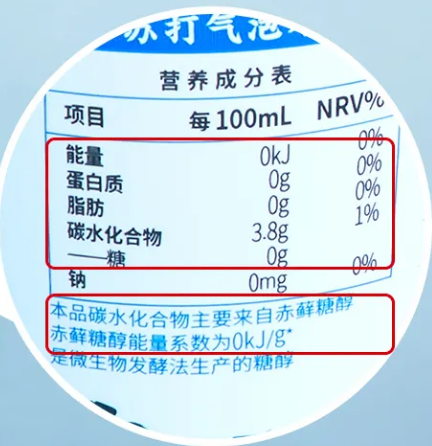 苏打气泡
营养成分表
项目 每100mL NRV%
能量 0kJ 0%
蛋白质 0g 0%
脂肪 0g 0%
碳水化合物 3.8g 1%
——糖 0g
钠 0mg 0%
本品碳水化合物主要来自赤藓糖醇
赤藓糖醇能量系数为0kJ/g*
是微生物发酵法生产的糖醇